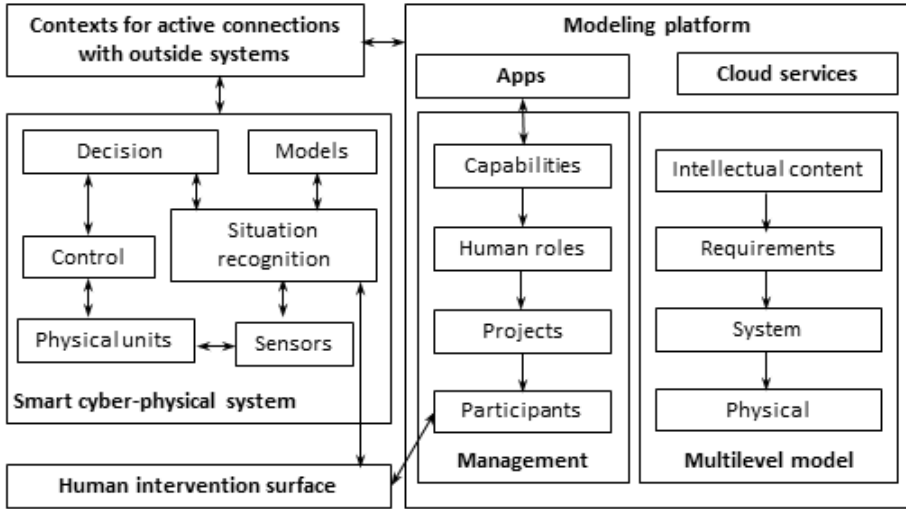 Contexts for active connections
with outside systems
Modeling platform
Apps
Cloud services
Decision
Models
Situation
recognition
Control
Physical units
Sensors
Smart cyber-physical system
Capabilities
Human roles
Projects
Participants
Management
Intellectual content
Requirements
System
Physical
Multilevel model
Human intervention surface